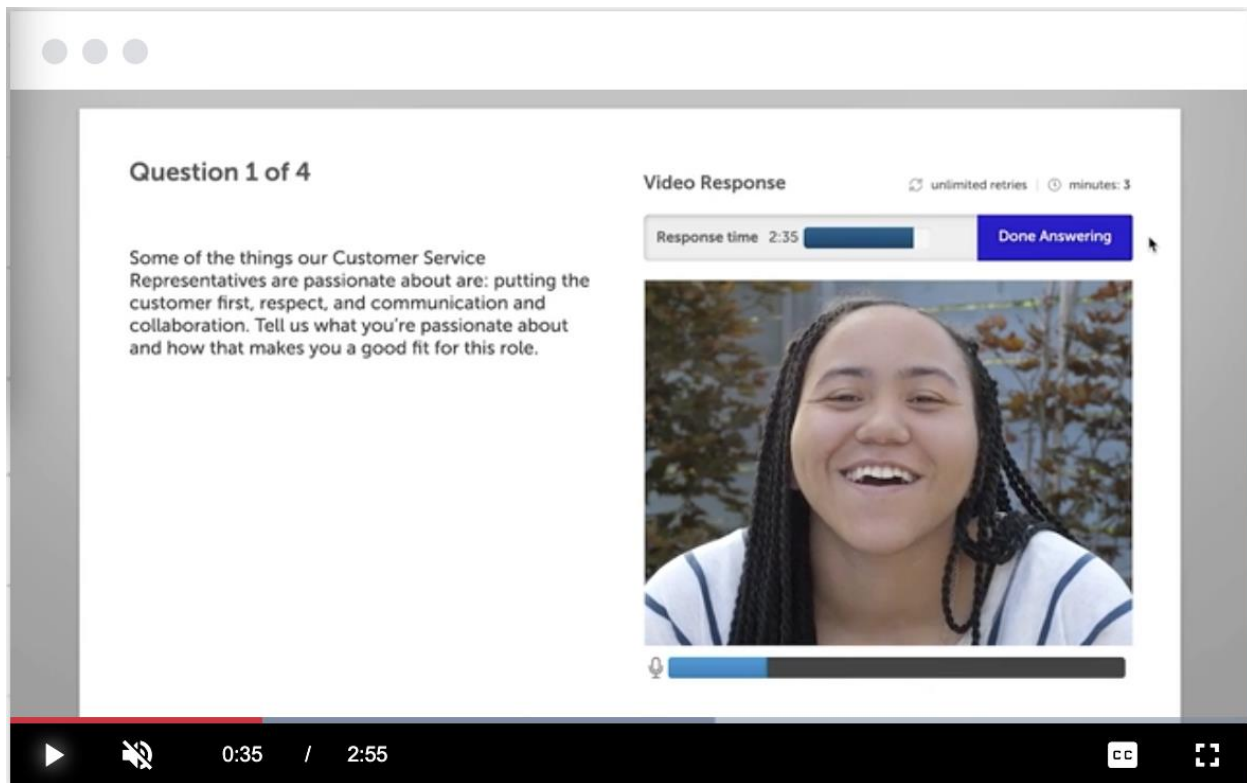 Question 1 of 4
Some of the things our Customer Service
Representatives are passionate about are: putting the
customer first, respect, and communication and
collaboration. Tell us what you're passionate about
and how that makes you a good fit for this role.
Video Response
unlimited retries | minutes: 3
Response time 2:35
Done Answering
0:35 / 2:55
CC